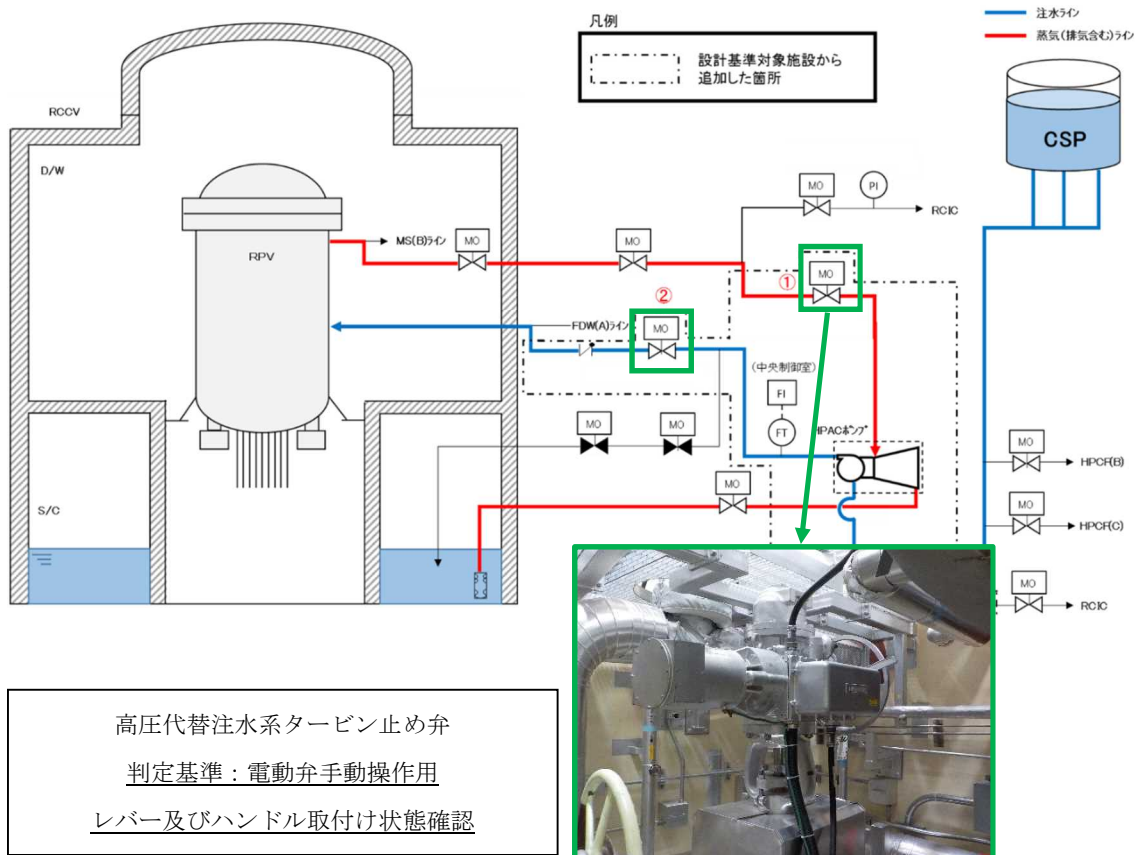 凡例
設計基準対象施設から
追加した箇所
注水ライン
蒸気(排気含む)ライン
RCCV
CSP
D/W
MO
PI
RCIC
MS(B)ライン
MO
MO
RPV
①
MO
②
FDW(A)ライン
MO
(中央制御室)
FI
FT
HPACポンプ
MO
MO
MO
HPCF(B)
MO
S/C
MO
HPCF(C)
MO
RCIC
高圧代替注水系タービン止め弁
判定基準：電動弁手動操作用
レバー及びハンドル取付け状態確認